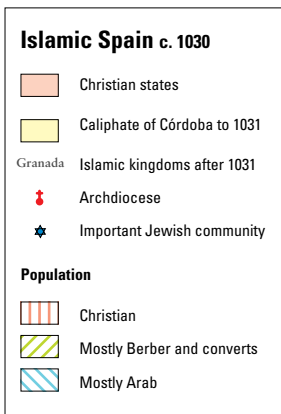 Islamic Spain c. 1030
Christian states
Caliphate of Córdoba to 1031
Granada Islamic kingdoms after 1031
Archdiocese
Important Jewish community
Population
Christian
Mostly Berber and converts
Mostly Arab